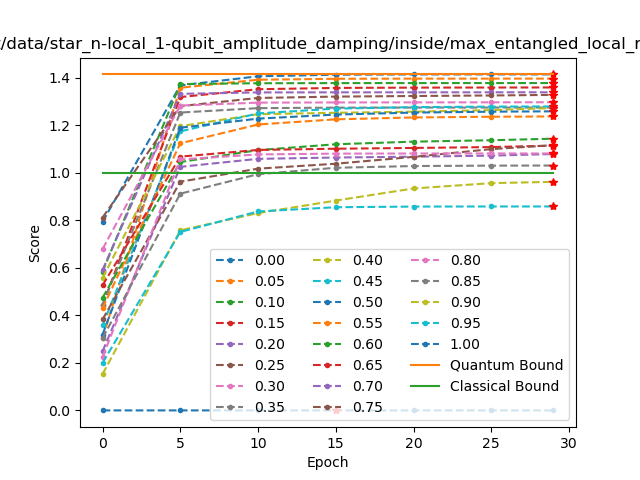 /data/star_n-local_1-qubit_amplitude_damping/inside/max_entangled_local_
Score
1.4
1.2
1.0
0.8
0.6
0.4
0.2
0.0
0.00 0.40 0.80
0.05 0.45 0.85
0.10 0.50 0.90
0.15 0.55 0.95
0.20 0.60 1.00
0.25 0.65 Quantum Bound
0.30 0.70 Classical Bound
0.35 0.75
0 5 10 15 20 25 30
Epoch